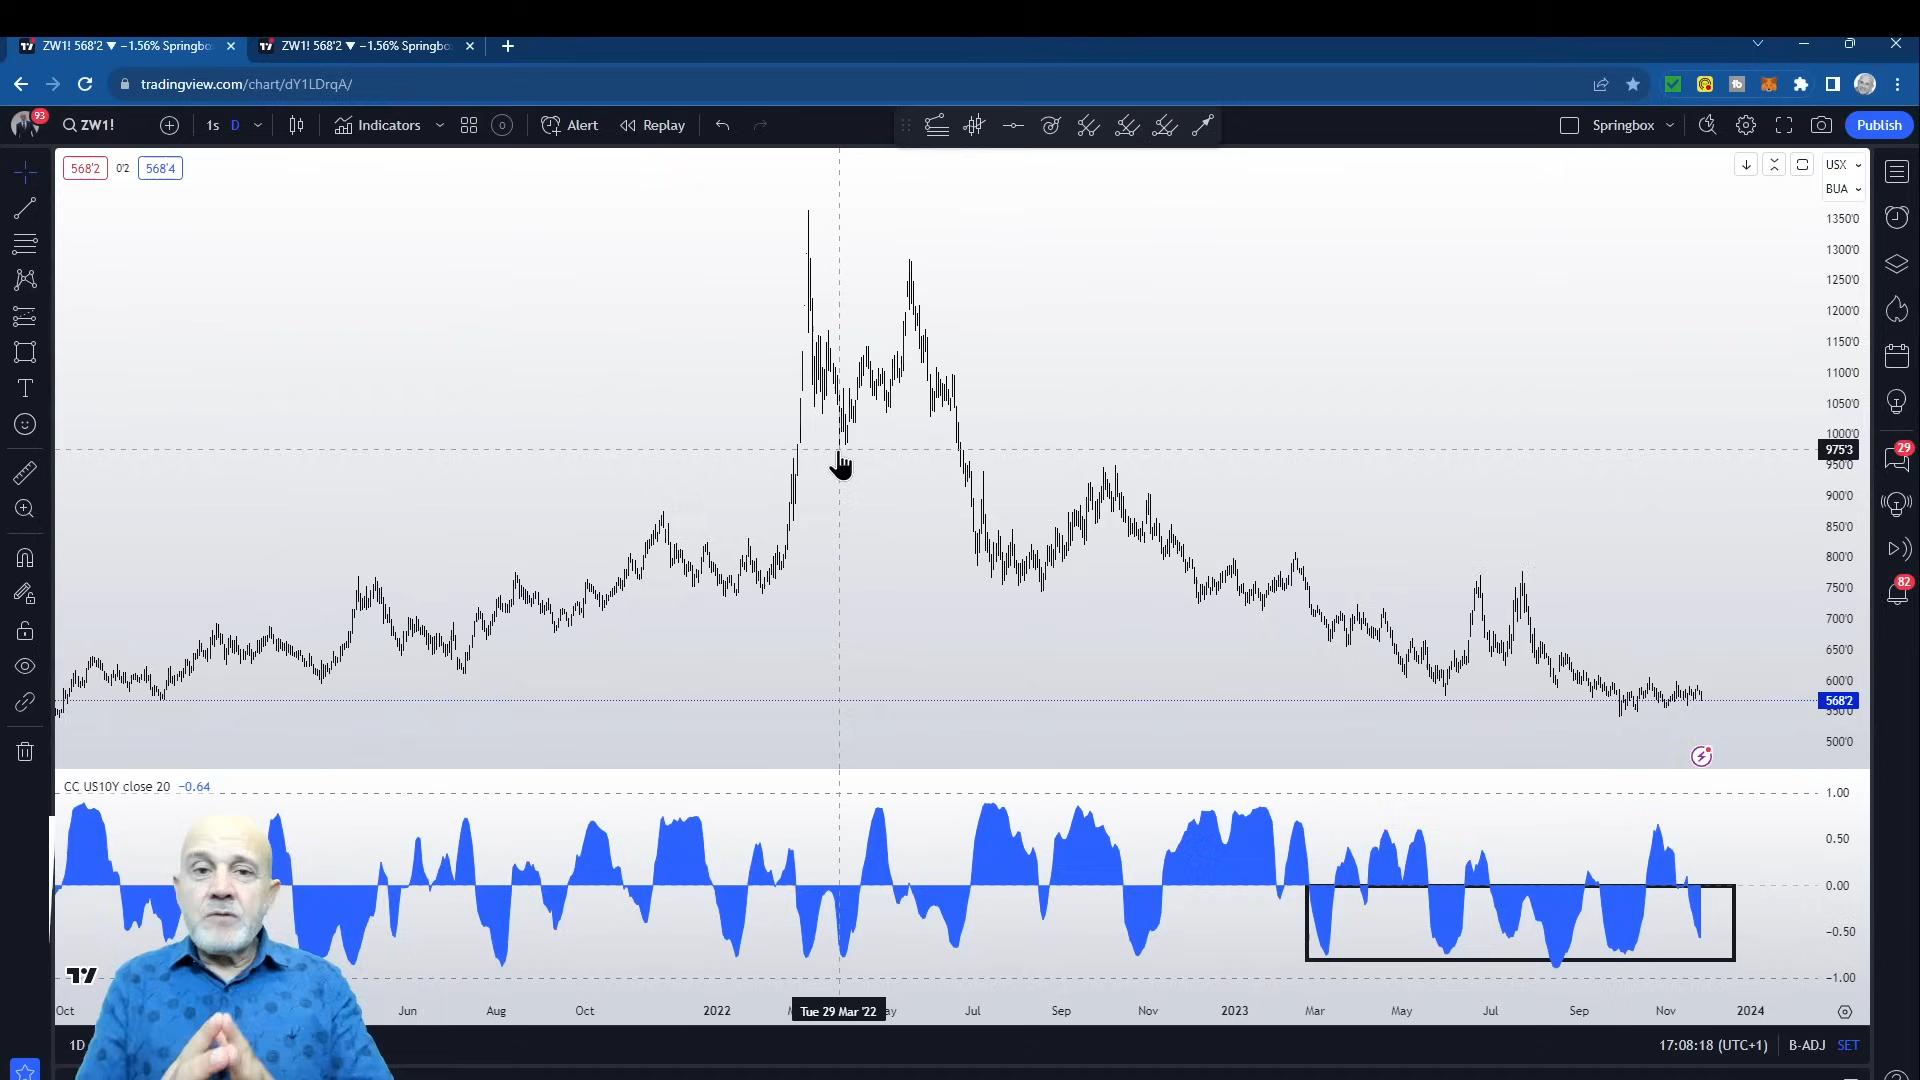 ZW1! 568'2 ▼ −1.56% Springbo
ZW1! 568'2 ▼ −1.56% Springbo
tradingview.com/chart/dY1LDrqA/
93
ZW1!
1s
D
Indicators
Alert
Replay
Springbox
Publish
568'2
0'2
568'4
USX
BUA
1350'0
1300'0
1250'0
1200'0
1150'0
1100'0
1050'0
1000'0
975'3
950'0
900'0
850'0
800'0
750'0
700'0
650'0
600'0
568'2
550'0
500'0
29
82
CC US10Y close 20 −0.64
1.00
0.50
0.00
−0.50
−1.00
Oct
Jun
Aug
Oct
2022
Tue 29 Mar '22
Jul
Sep
Nov
2023
Mar
May
Jul
Sep
Nov
2024
1D
17:08:18 (UTC+1)
B-ADJ
SET